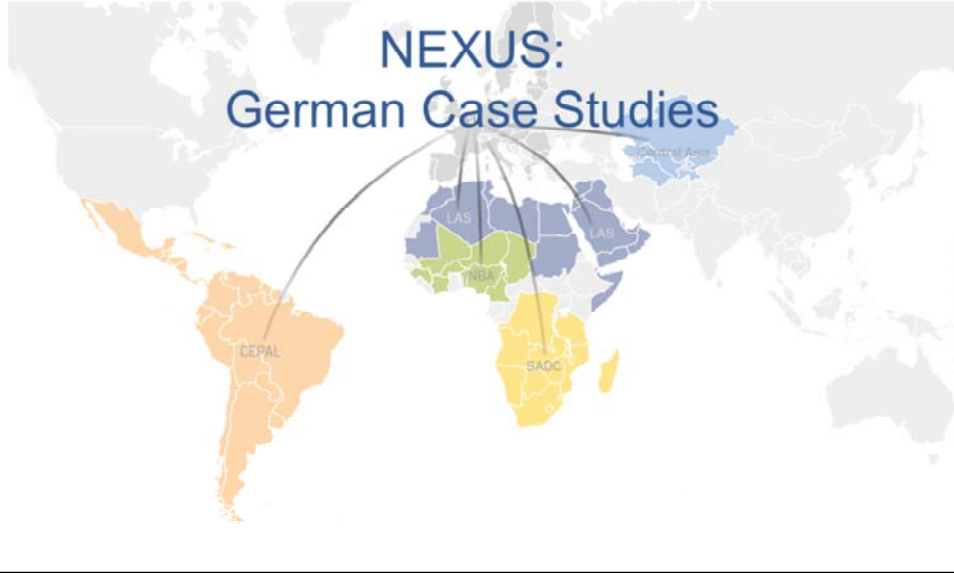 NEXUS:
German Case Studies
Central Asia
LAS
LAS
NBA
CEPAL
SADC